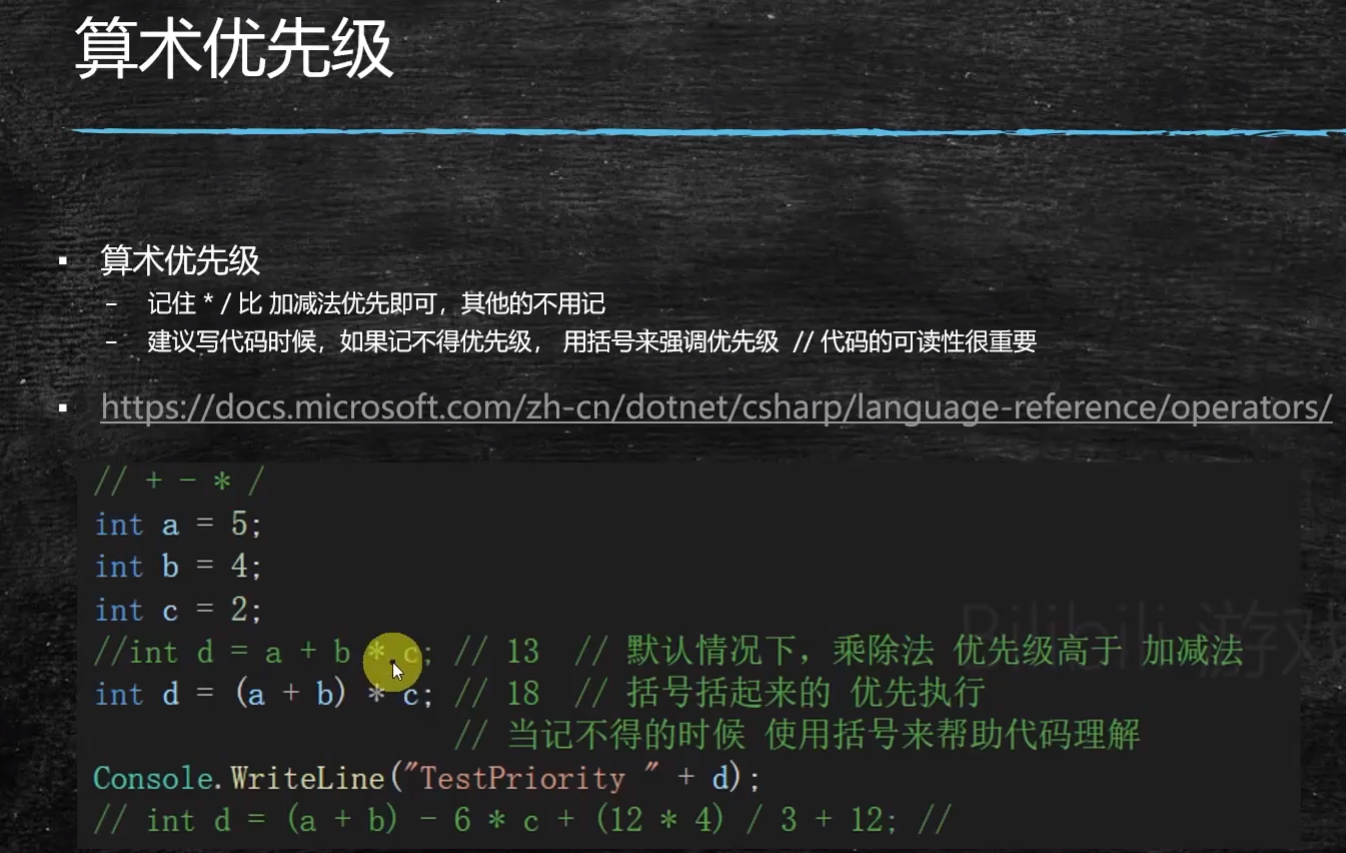 算术优先级
▪ 算术优先级
– 记住 * / 比 加减法优先即可，其他的不用记
– 建议写代码时候，如果记不得优先级， 用括号来强调优先级 // 代码的可读性很重要
▪ https://docs.microsoft.com/zh-cn/dotnet/csharp/language-reference/operators/
// + - * /
int a = 5;
int b = 4;
int c = 2;
//int d = a + b * c; // 13 // 默认情况下，乘除法 优先级高于 加减法
int d = (a + b) * c; // 18 // 括号括起来的 优先执行
// 当记不得的时候 使用括号来帮助代码理解
Console.WriteLine("TestPriority " + d);
// int d = (a + b) - 6 * c + (12 * 4) / 3 + 12; //
Bilibili 游戏